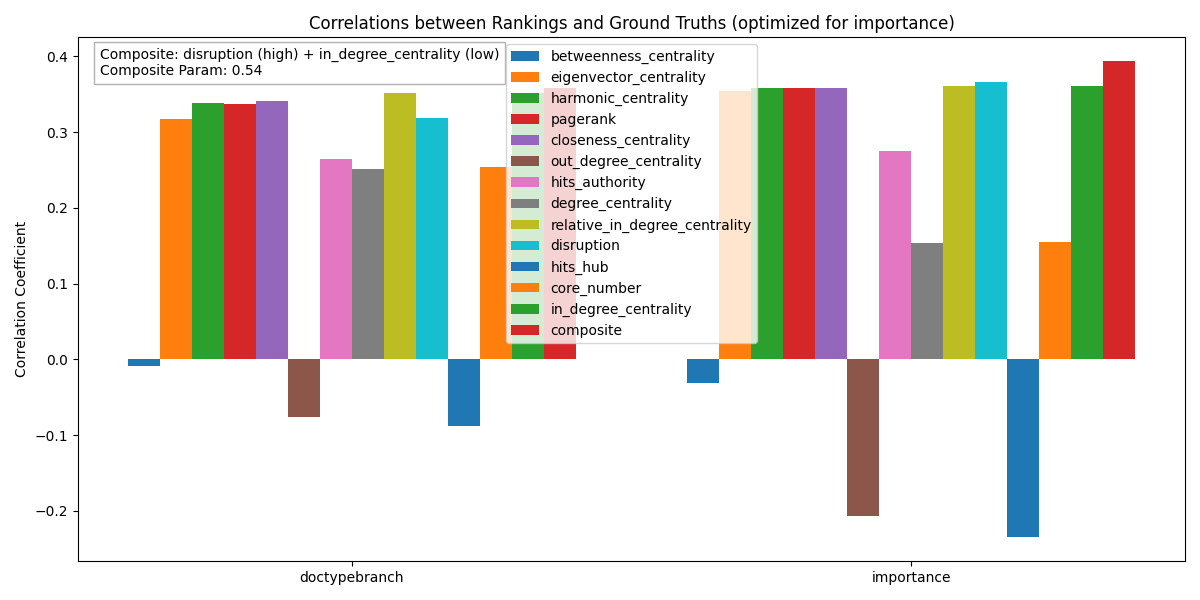 Correlations between Rankings and Ground Truths (optimized for importance)
Composite: disruption (high) + in_degree_centrality (low)
Composite Param: 0.54
betweenness_centrality
eigenvector_centrality
harmonic_centrality
pagerank
closeness_centrality
out_degree_centrality
hits_authority
degree_centrality
relative_in_degree_centrality
disruption
hits_hub
core_number
in_degree_centrality
composite
Correlation Coefficient
0.4
0.3
0.2
0.1
0.0
−0.1
−0.2
doctypebranch
importance